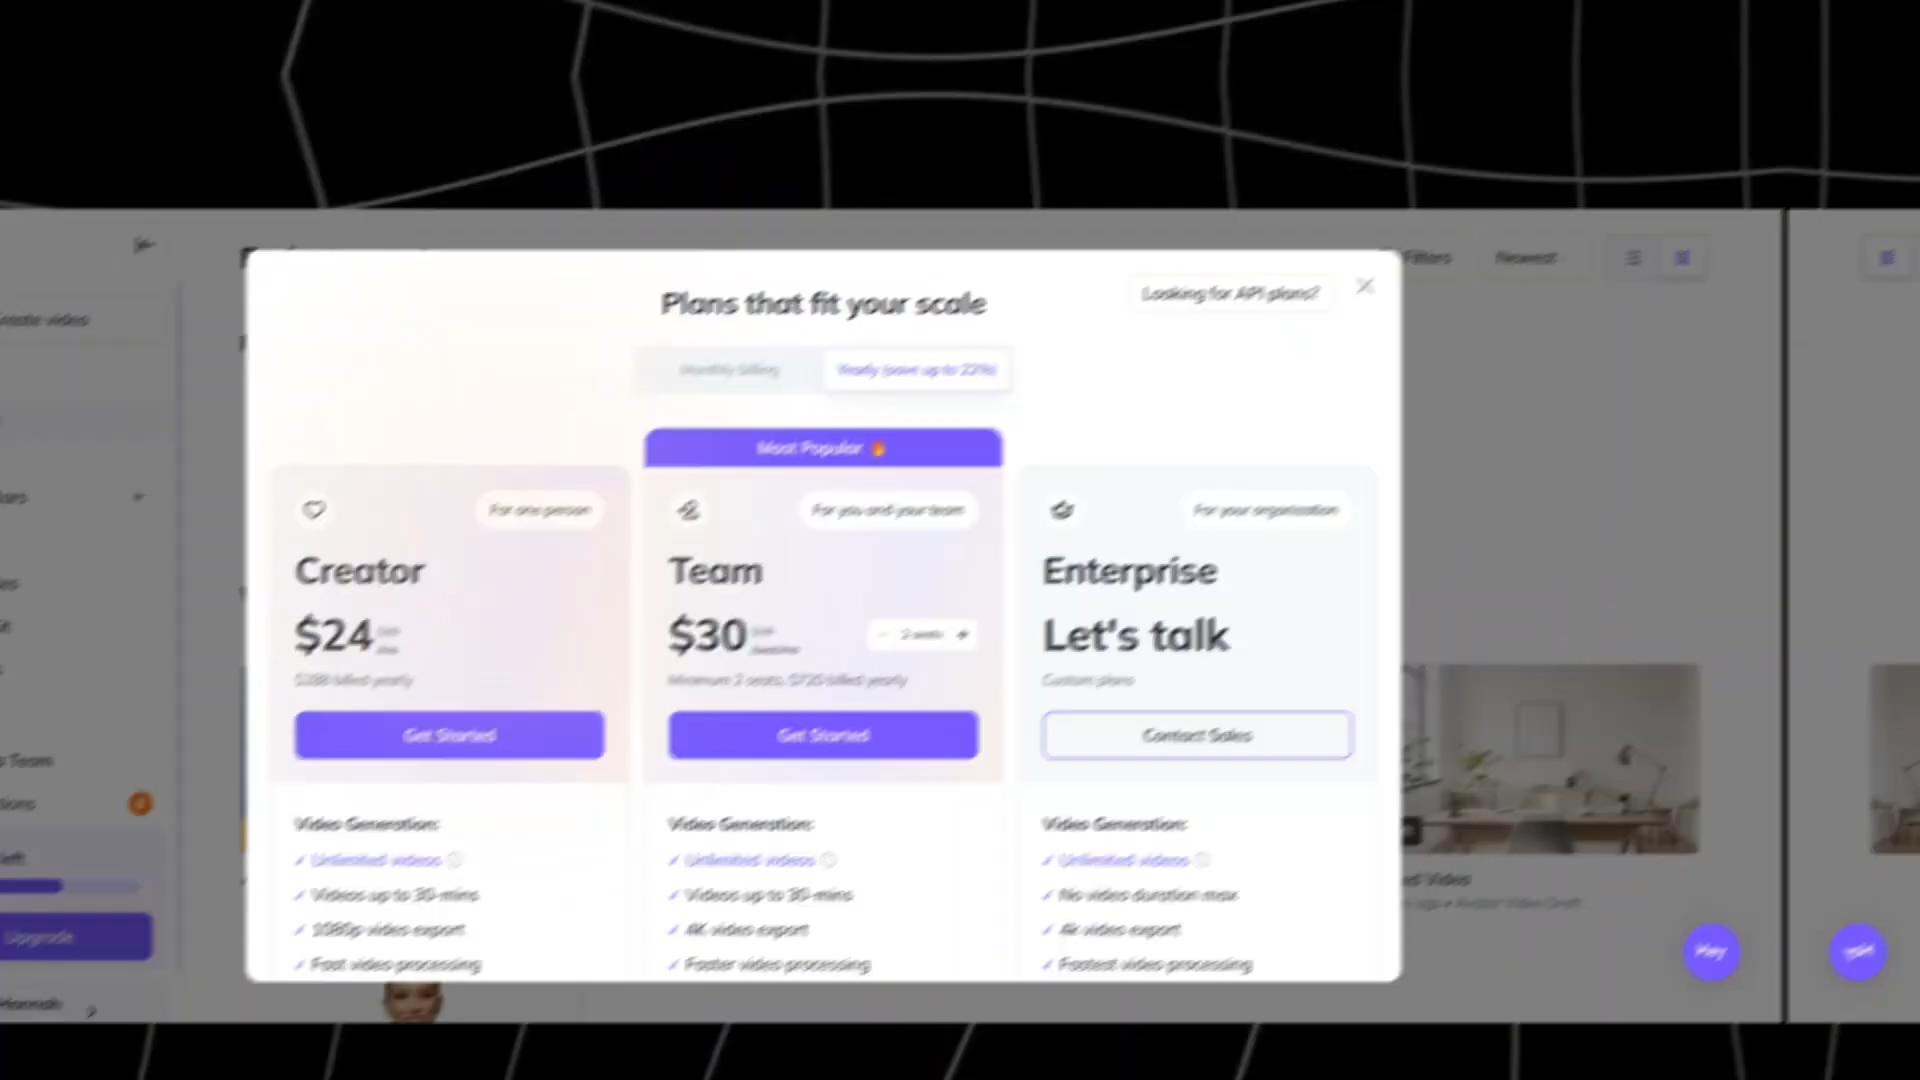 Filters
Newest
Plans that fit your scale
Looking for API plans?
Create video
Monthly billing
Yearly (save up to 22%)
Most Popular 🔥
For one person
For you and your team
For your organization
Creator
Team
Enterprise
$24
$30
2 seats
Let's talk
$288 billed yearly
Minimum 2 seats, $720 billed yearly
Custom plans
Get Started
Get Started
Contact Sales
Team
Video Generation:
Video Generation:
Video Generation:
✓ Unlimited videos
✓ Unlimited videos
✓ Unlimited videos
✓ Videos up to 30-mins
✓ Videos up to 30-mins
✓ No video duration max
✓ 1080p video export
✓ 4K video export
✓ 4k video export
✓ Fast video processing
✓ Faster video processing
✓ Fastest video processing
Video
Upgrade
Hey
Hannah